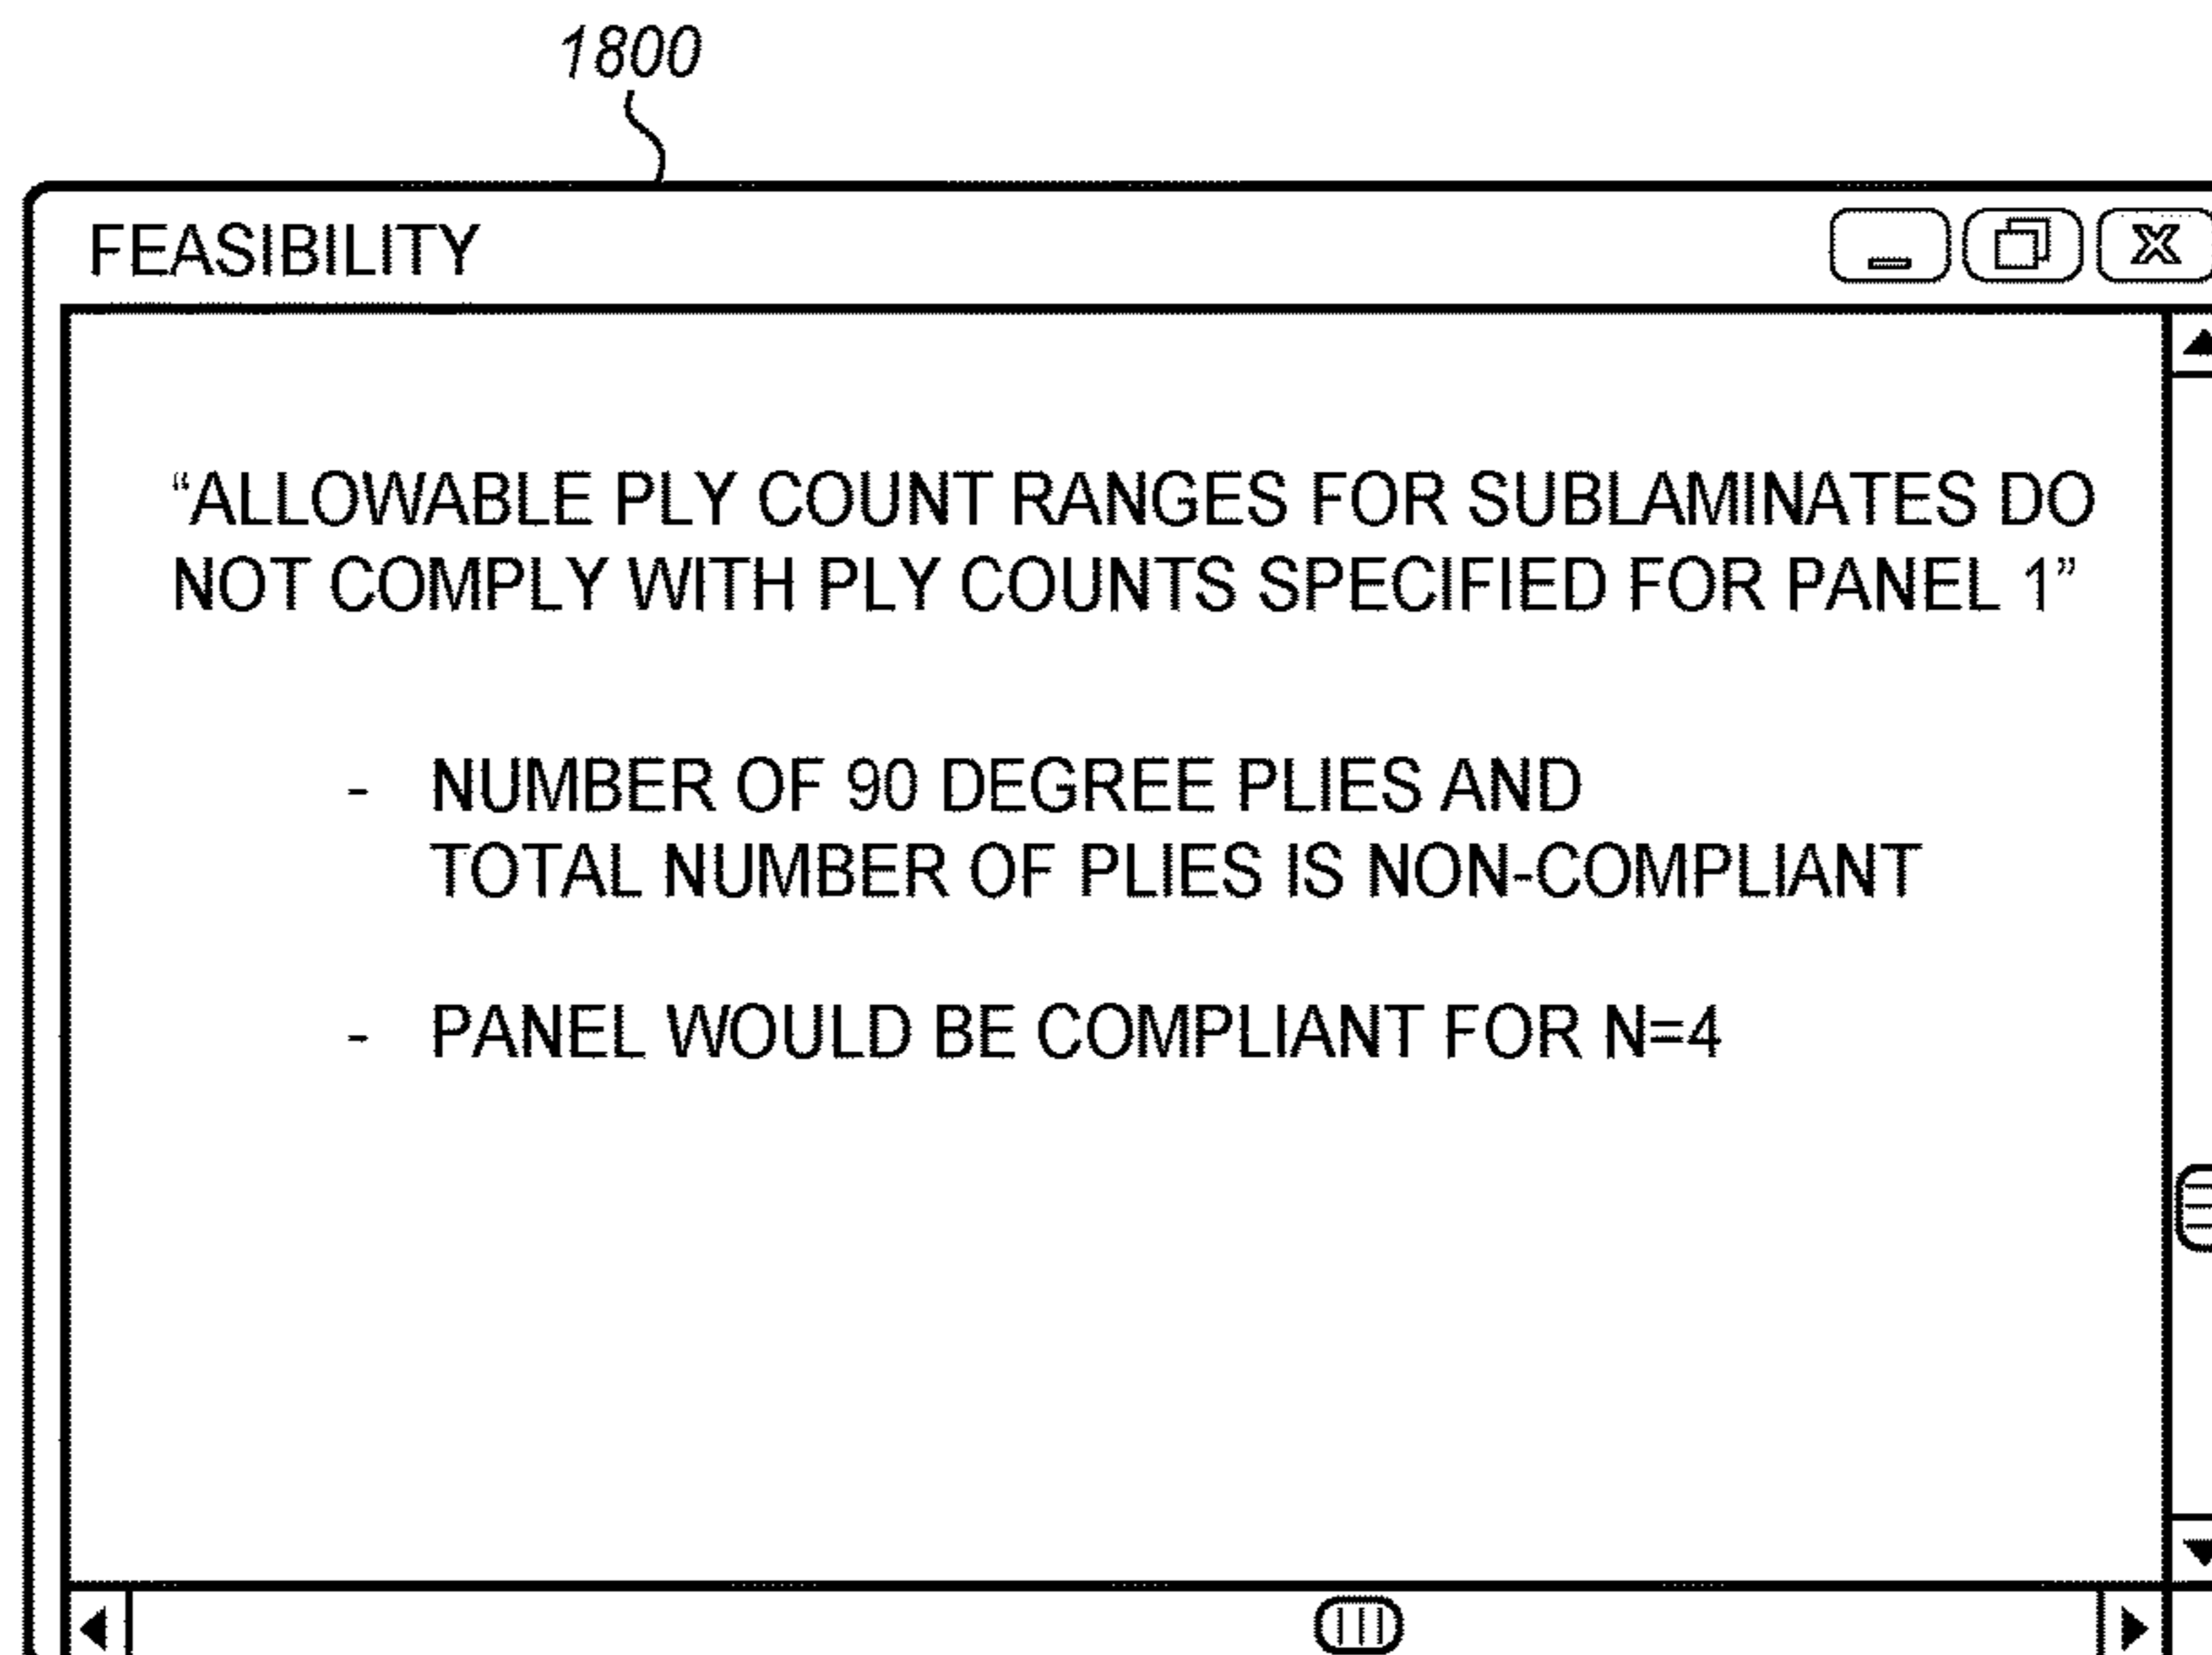 1800
FEASIBILITY
“ALLOWABLE PLY COUNT RANGES FOR SUBLAMINATES DO
NOT COMPLY WITH PLY COUNTS SPECIFIED FOR PANEL 1”
- NUMBER OF 90 DEGREE PLIES AND
TOTAL NUMBER OF PLIES IS NON-COMPLIANT
- PANEL WOULD BE COMPLIANT FOR N=4